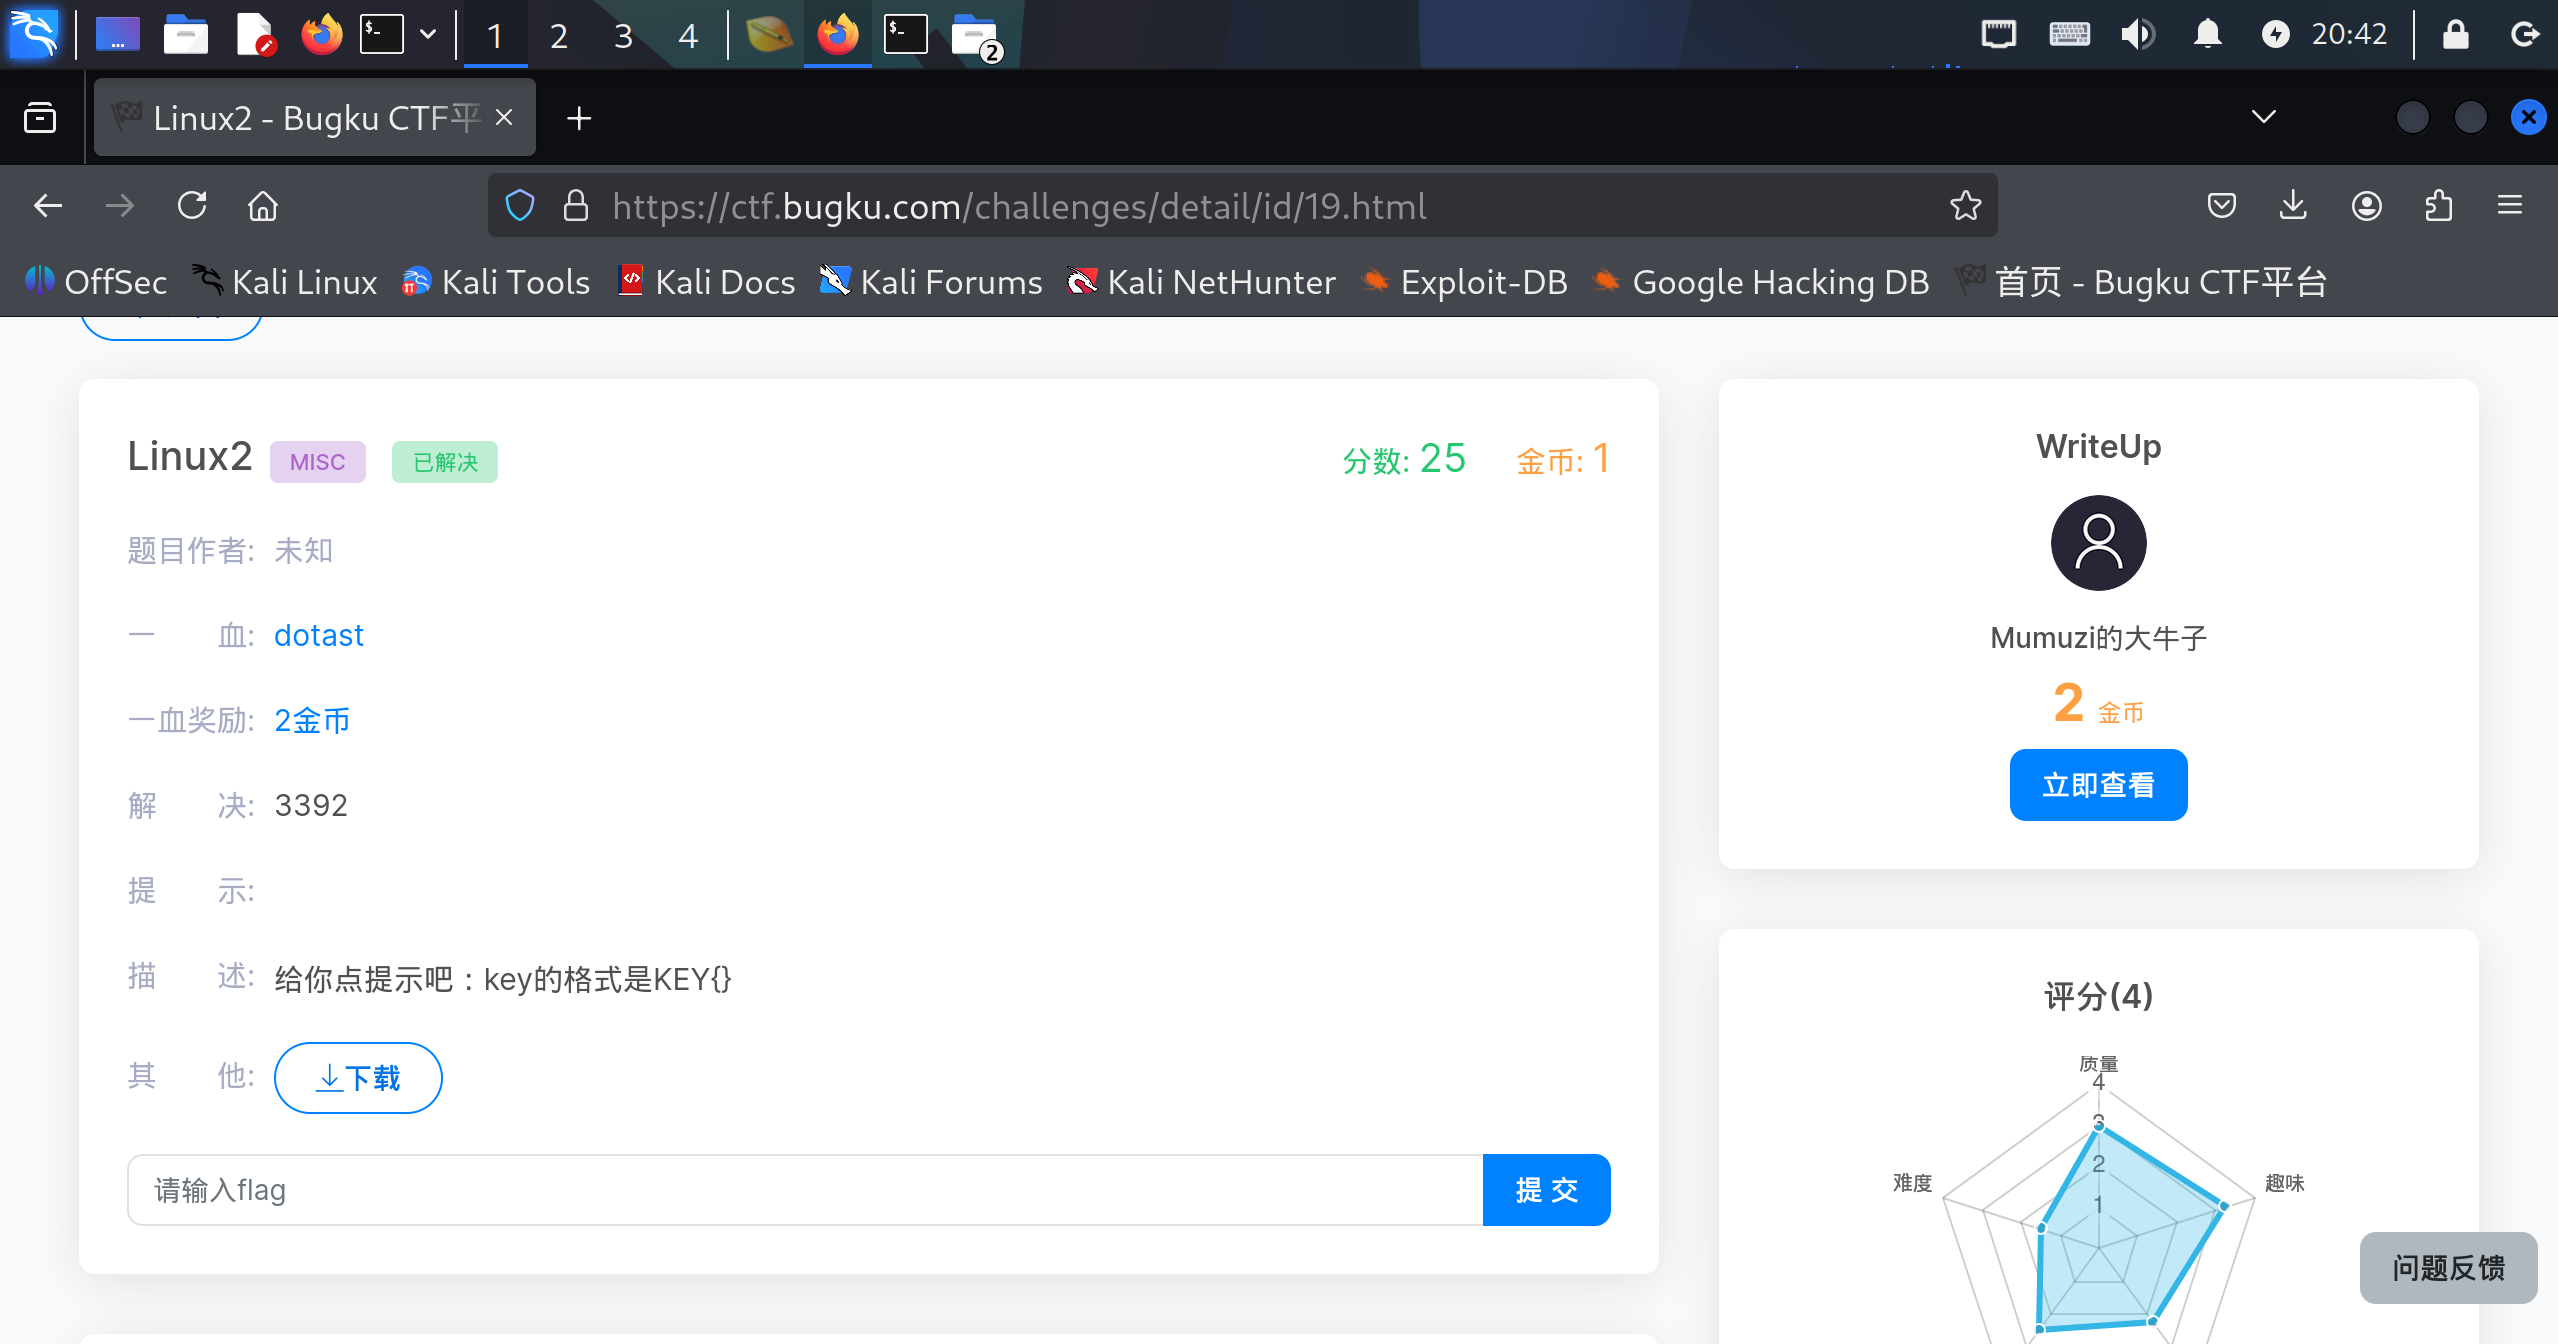 1 2 3 4 2 20:42
Linux2 - Bugku CTF平
https://ctf.bugku.com/challenges/detail/id/19.html
OffSec Kali Linux Kali Tools Kali Docs Kali Forums Kali NetHunter Exploit-DB Google Hacking DB 首页 - Bugku CTF平台
Linux2 MISC 已解决 分数: 25 金币: 1
题目作者: 未知
一 血: dotast
一血奖励: 2金币
解 决: 3392
提 示:
描 述: 给你点提示吧：key的格式是KEY{}
其 他: 下载
请输入flag 提 交
WriteUp
Mumuzi的大牛子
2 金币
立即查看
评分(4)
质量
4
3
2
1
难度
趣味
问题反馈